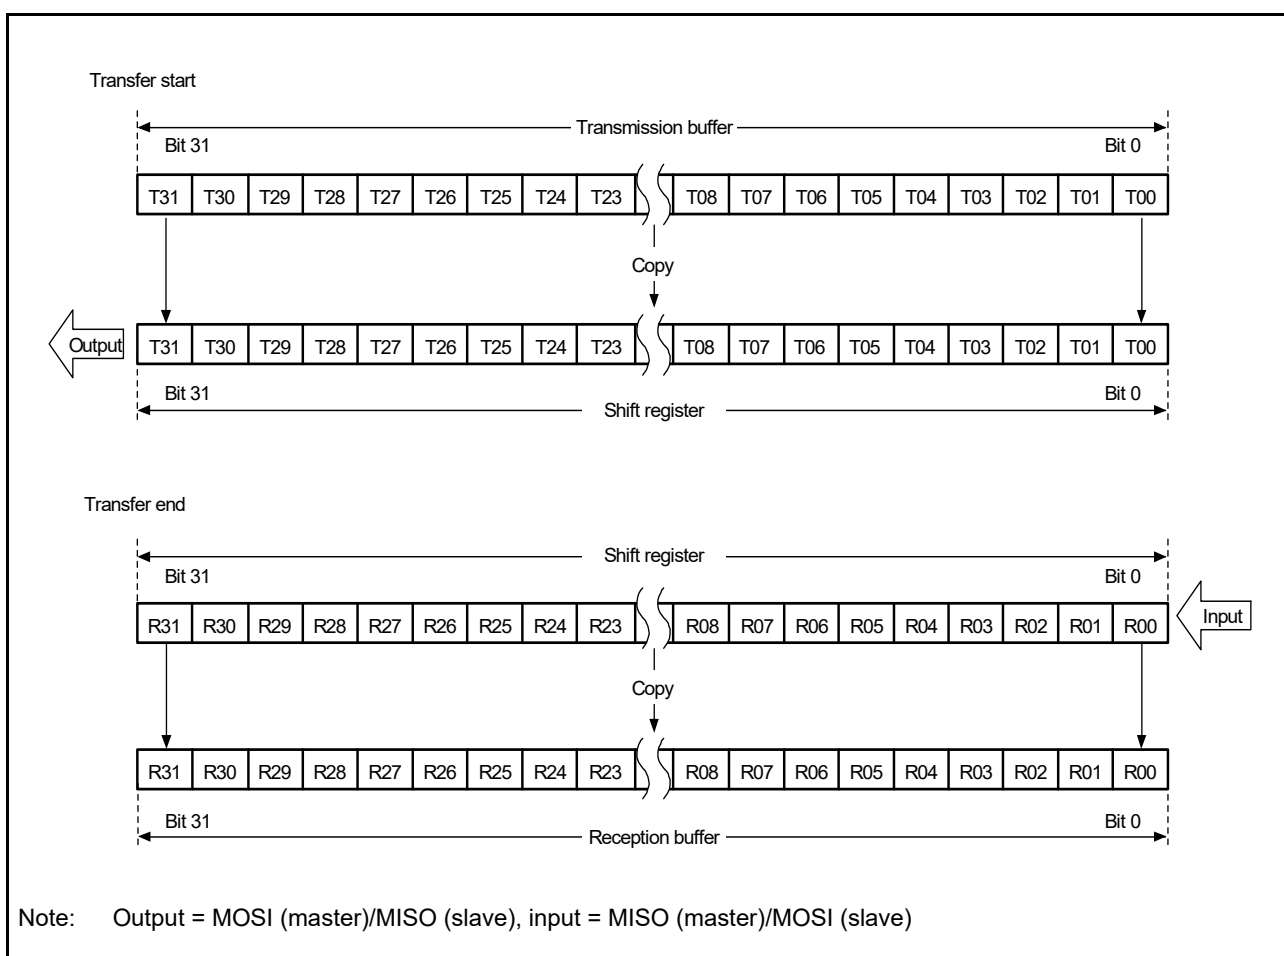 Transfer start
Transmission buffer
Bit 31 Bit 0
T31 T30 T29 T28 T27 T26 T25 T24 T23 T08 T07 T06 T05 T04 T03 T02 T01 T00
Copy
Output T31 T30 T29 T28 T27 T26 T25 T24 T23 T08 T07 T06 T05 T04 T03 T02 T01 T00
Bit 31 Bit 0
Shift register
Transfer end
Shift register
Bit 31 Bit 0
R31 R30 R29 R28 R27 R26 R25 R24 R23 R08 R07 R06 R05 R04 R03 R02 R01 R00 Input
Copy
R31 R30 R29 R28 R27 R26 R25 R24 R23 R08 R07 R06 R05 R04 R03 R02 R01 R00
Bit 31 Bit 0
Reception buffer
Note: Output = MOSI (master)/MISO (slave), input = MISO (master)/MOSI (slave)